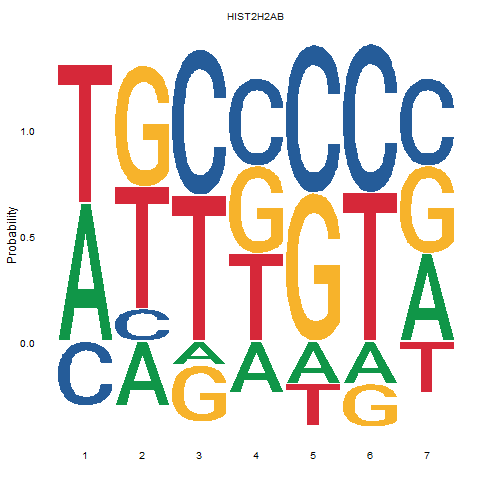 HIST2H2AB
Probability
1.0
0.5
0.0
T G C C C C C
A T T G G T G
C C A T A A A
A G A T G T
1 2 3 4 5 6 7